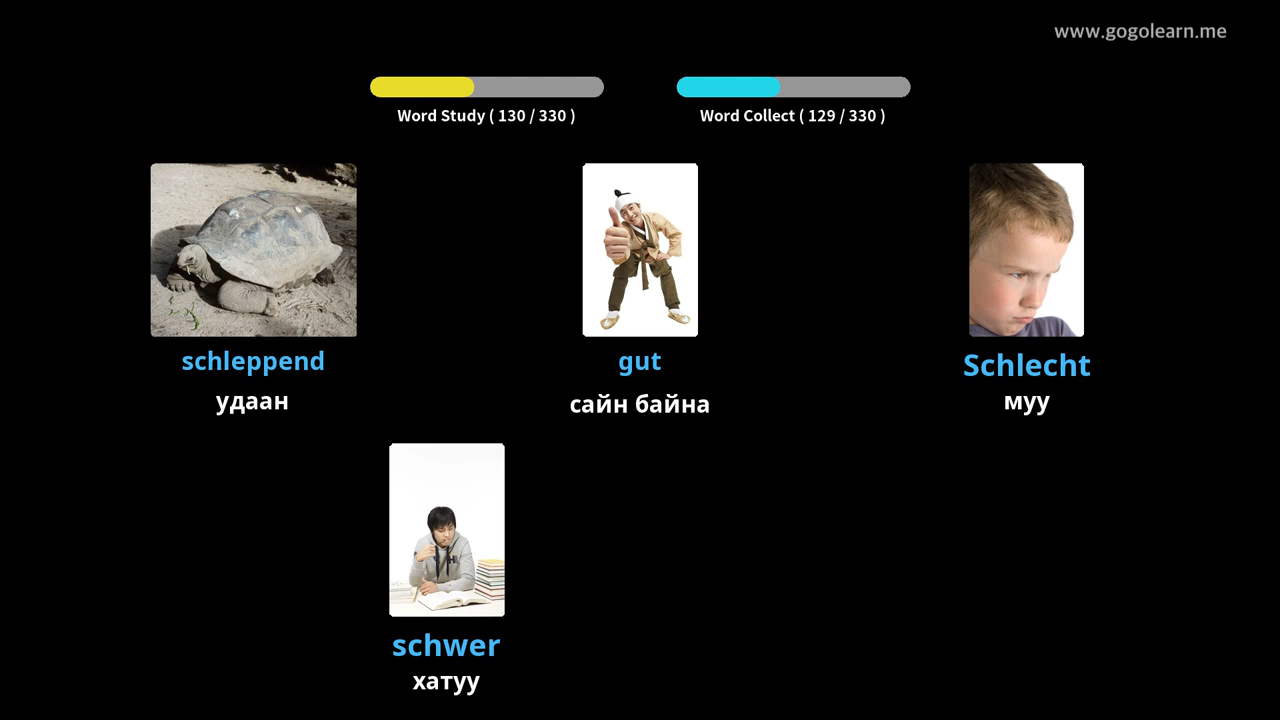 www.gogolearn.me
Word Study ( 130 / 330 )
Word Collect ( 129 / 330 )
schleppend
gut
Schlecht
удаан
сайн байна
муу
schwer
хатуу